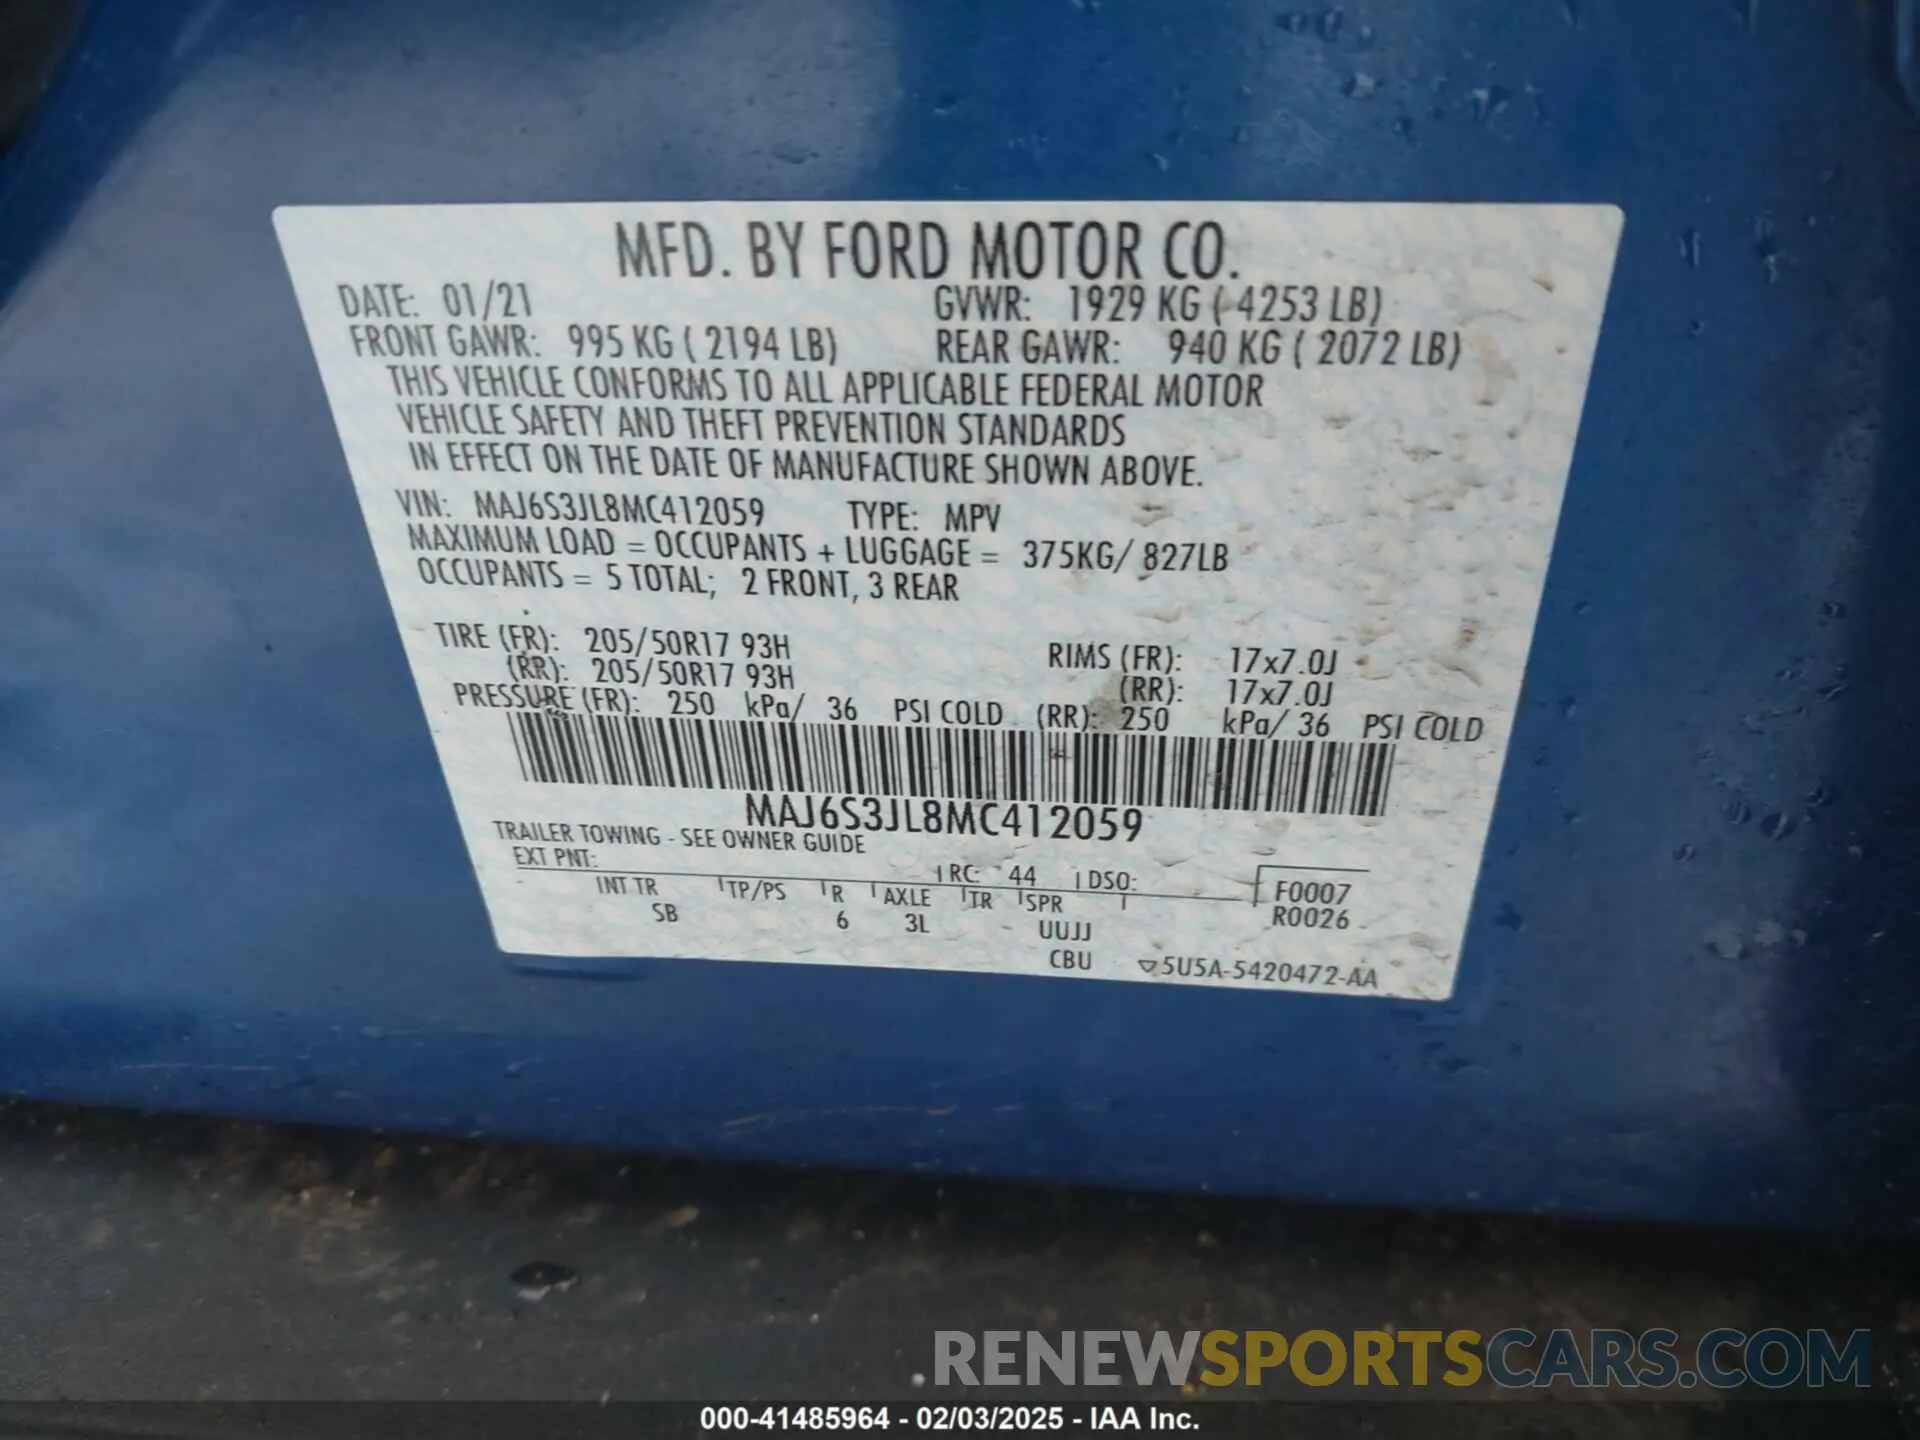 MFD. BY FORD MOTOR CO.
DATE: 01/21 GVWR: 1929 KG ( 4253 LB)
FRONT GAWR: 995 KG ( 2194 LB) REAR GAWR: 940 KG ( 2072 LB)
THIS VEHICLE CONFORMS TO ALL APPLICABLE FEDERAL MOTOR
VEHICLE SAFETY AND THEFT PREVENTION STANDARDS
IN EFFECT ON THE DATE OF MANUFACTURE SHOWN ABOVE.
VIN: MAJ6S3JL8MC412059 TYPE: MPV
MAXIMUM LOAD = OCCUPANTS + LUGGAGE = 375KG/ 827LB
OCCUPANTS = 5 TOTAL; 2 FRONT, 3 REAR
TIRE (FR): 205/50R17 93H RIMS (FR): 17x7.0J
(RR): 205/50R17 93H (RR): 17x7.0J
PRESSURE (FR): 250 kPa/ 36 PSI COLD (RR): 250 kPa/ 36 PSI COLD
MAJ6S3JL8MC412059
TRAILER TOWING - SEE OWNER GUIDE
EXT PNT: RC: 44 DSO: F0007
INT TR TP/PS R AXLE TR SPR R0026
SB 6 3L UUJJ
CBU 5U5A-5420472-AA
RENEWSPORTSCARS.COM
000-41485964 - 02/03/2025 - IAA Inc.